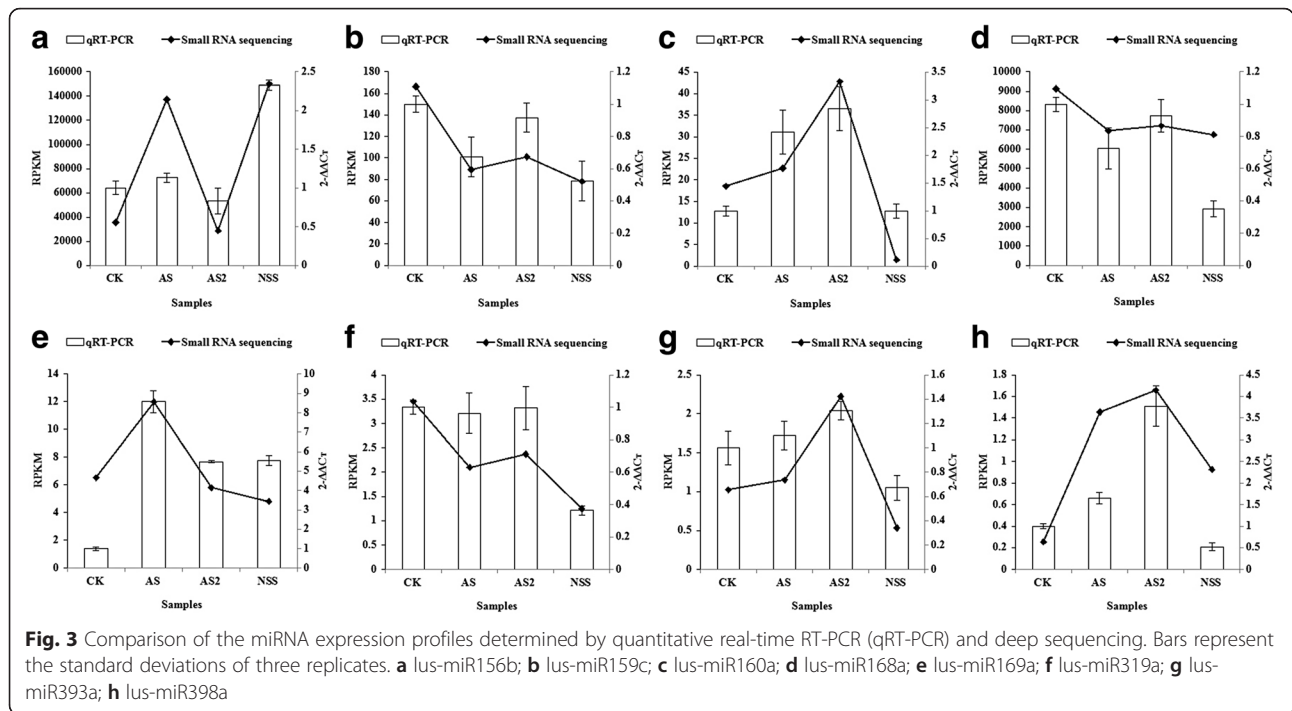 a
qRT-PCR
Small RNA sequencing
160000
140000
120000
100000
80000
60000
40000
20000
0
RPKM
2.5
2
1.5
1
0.5
0
2-ΔΔCт
CK AS AS2 NSS
Samples
b
qRT-PCR
Small RNA sequencing
180
160
140
120
100
80
60
40
20
0
RPKM
1.2
1
0.8
0.6
0.4
0.2
0
2-ΔΔCт
CK AS AS2 NSS
Samples
c
qRT-PCR
Small RNA sequencing
45
40
35
30
25
20
15
10
5
0
RPKM
3.5
3
2.5
2
1.5
1
0.5
0
2-ΔΔCт
CK AS AS2 NSS
Samples
d
qRT-PCR
Small RNA sequencing
10000
9000
8000
7000
6000
5000
4000
3000
2000
1000
0
RPKM
1.2
1
0.8
0.6
0.4
0.2
0
2-ΔΔCт
CK AS AS2 NSS
Samples
e
qRT-PCR
Small RNA sequencing
14
12
10
8
6
4
2
0
RPKM
10
9
8
7
6
5
4
3
2
1
0
2-ΔΔCт
CK AS AS2 NSS
Samples
f
qRT-PCR
Small RNA sequencing
4
3.5
3
2.5
2
1.5
1
0.5
0
RPKM
1.2
1
0.8
0.6
0.4
0.2
0
2-ΔΔCт
CK AS AS2 NSS
Samples
g
qRT-PCR
Small RNA sequencing
2.5
2
1.5
1
0.5
0
RPKM
1.6
1.4
1.2
1
0.8
0.6
0.4
0.2
0
2-ΔΔCт
CK AS AS2 NSS
Samples
h
qRT-PCR
Small RNA sequencing
1.8
1.6
1.4
1.2
1
0.8
0.6
0.4
0.2
0
RPKM
4.5
4
3.5
3
2.5
2
1.5
1
0.5
0
2-ΔΔCт
CK AS AS2 NSS
Samples
Fig. 3 Comparison of the miRNA expression profiles determined by quantitative real-time RT-PCR (qRT-PCR) and deep sequencing. Bars represent
the standard deviations of three replicates. a lus-miR156b; b lus-miR159c; c lus-miR160a; d lus-miR168a; e lus-miR169a; f lus-miR319a; g lus-
miR393a; h lus-miR398a